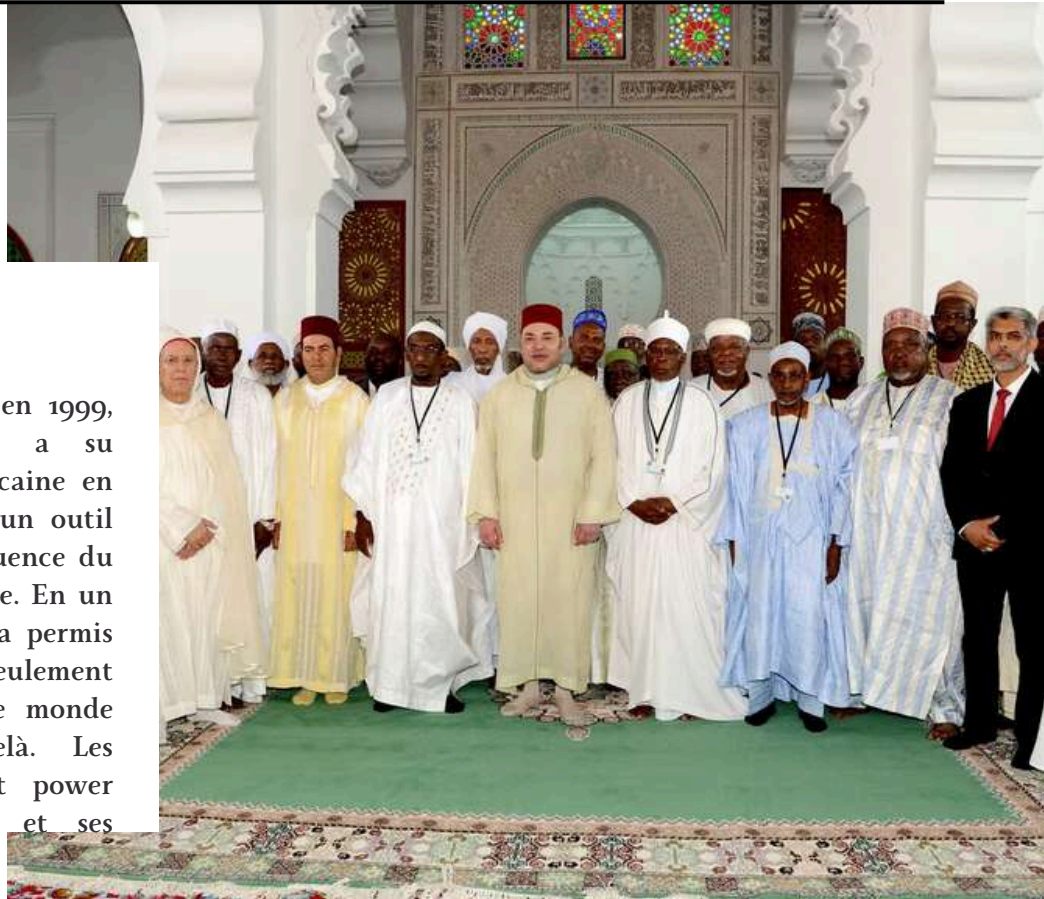 en 1999,
a su
caine en
un outil
uence du
e. En un
a permis
eulement
e monde
elà. Les
t power
et ses